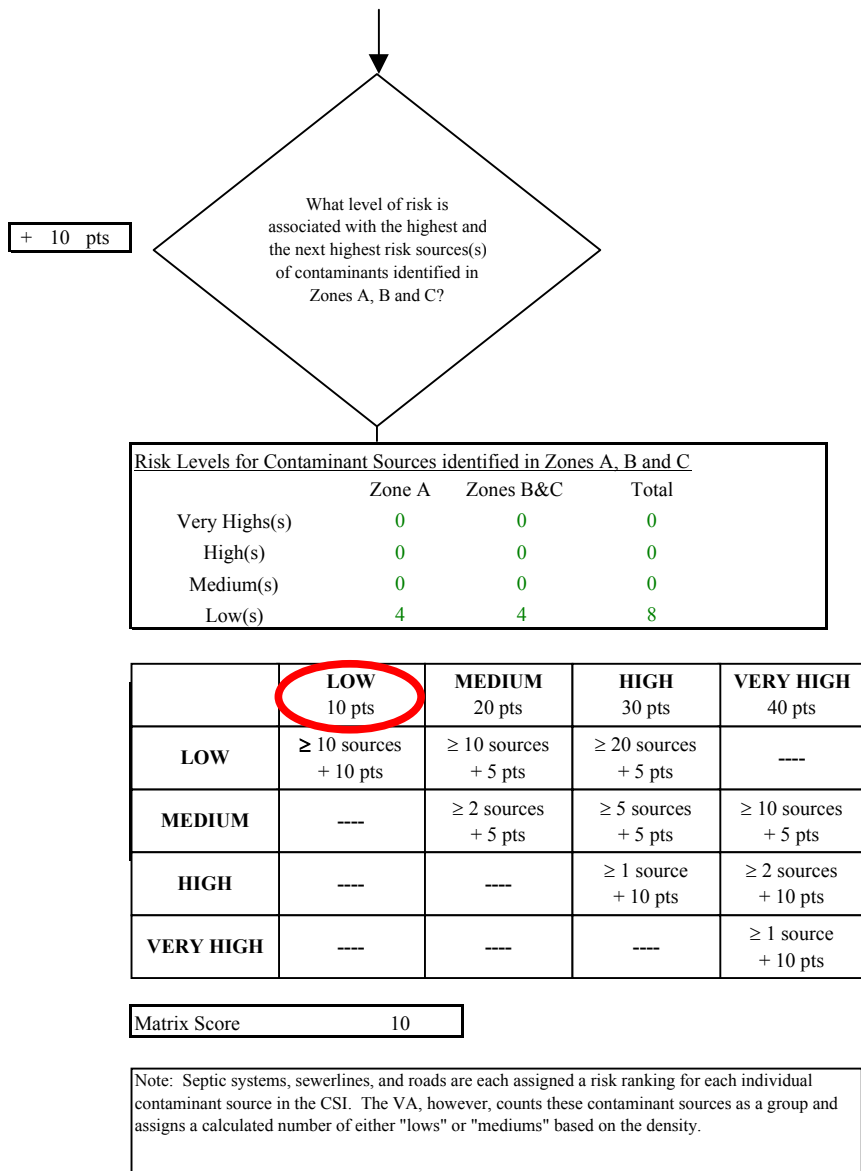 What level of risk is
associated with the highest and
the next highest risk sources(s)
of contaminants identified in
Zones A, B and C?
+ 10 pts
Risk Levels for Contaminant Sources identified in Zones A, B and C
Zone A Zones B&C Total
Very Highs(s) 0 0 0
High(s) 0 0 0
Medium(s) 0 0 0
Low(s) 4 4 8
LOW MEDIUM HIGH VERY HIGH
10 pts 20 pts 30 pts 40 pts
LOW ≥ 10 sources ≥ 10 sources ≥ 20 sources ----
+ 10 pts + 5 pts + 5 pts
MEDIUM ---- ≥ 2 sources ≥ 5 sources ≥ 10 sources
+ 5 pts + 5 pts + 5 pts
HIGH ---- ---- ≥ 1 source ≥ 2 sources
+ 10 pts + 10 pts
VERY HIGH ---- ---- ---- ≥ 1 source
+ 10 pts
Matrix Score 10
Note: Septic systems, sewerlines, and roads are each assigned a risk ranking for each individual
contaminant source in the CSI. The VA, however, counts these contaminant sources as a group and
assigns a calculated number of either "lows" or "mediums" based on the density.